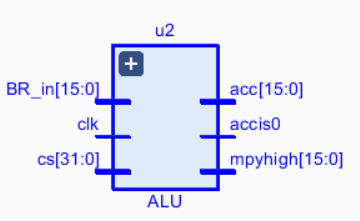 u2
BR_in[15:0]
acc[15:0]
clk
accis0
cs[31:0]
mpyhigh[15:0]
ALU